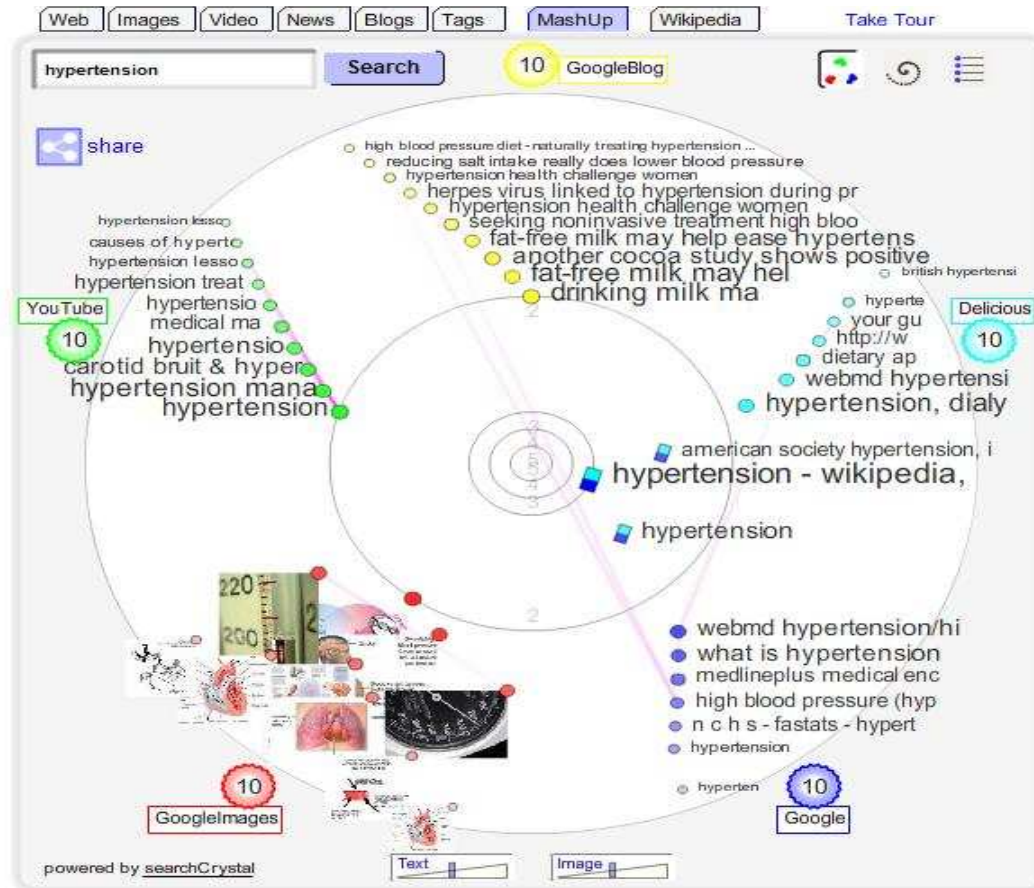 Web Images Video News Blogs Tags MashUp Wikipedia Take Tour
hypertension Search 10 GoogleBlog
share
high blood pressure diet - naturally treating hypertension ...
reducing salt intake really does lower blood pressure
hypertension health challenge women
herpes virus linked to hypertension during pr
hypertension health challenge women
seeking noninvasive treatment high bloo
fat-free milk may help ease hypertens
another cocoa study shows positive
fat-free milk may hel
drinking milk ma
hypertension lesso
causes of hyperte
hypertension lesso
hypertension treat
hypertensio
medical ma
hypertensio
carotid bruit & hyper
hypertension mana
hypertension
YouTube
10
british hypertensi
hyperte
your gu
http://w
dietary ap
webmd hypertensi
hypertension, dialy
Delicious
10
2
american society hypertension, i
hypertension - wikipedia,
hypertension
4
3
2
220
200
webmd hypertension/hi
what is hypertension
medlineplus medical enc
high blood pressure (hyp
n c h s - fastats - hypert
hypertension
hyperten
10
GoogleImages
10
Google
powered by searchCrystal
Text
Image